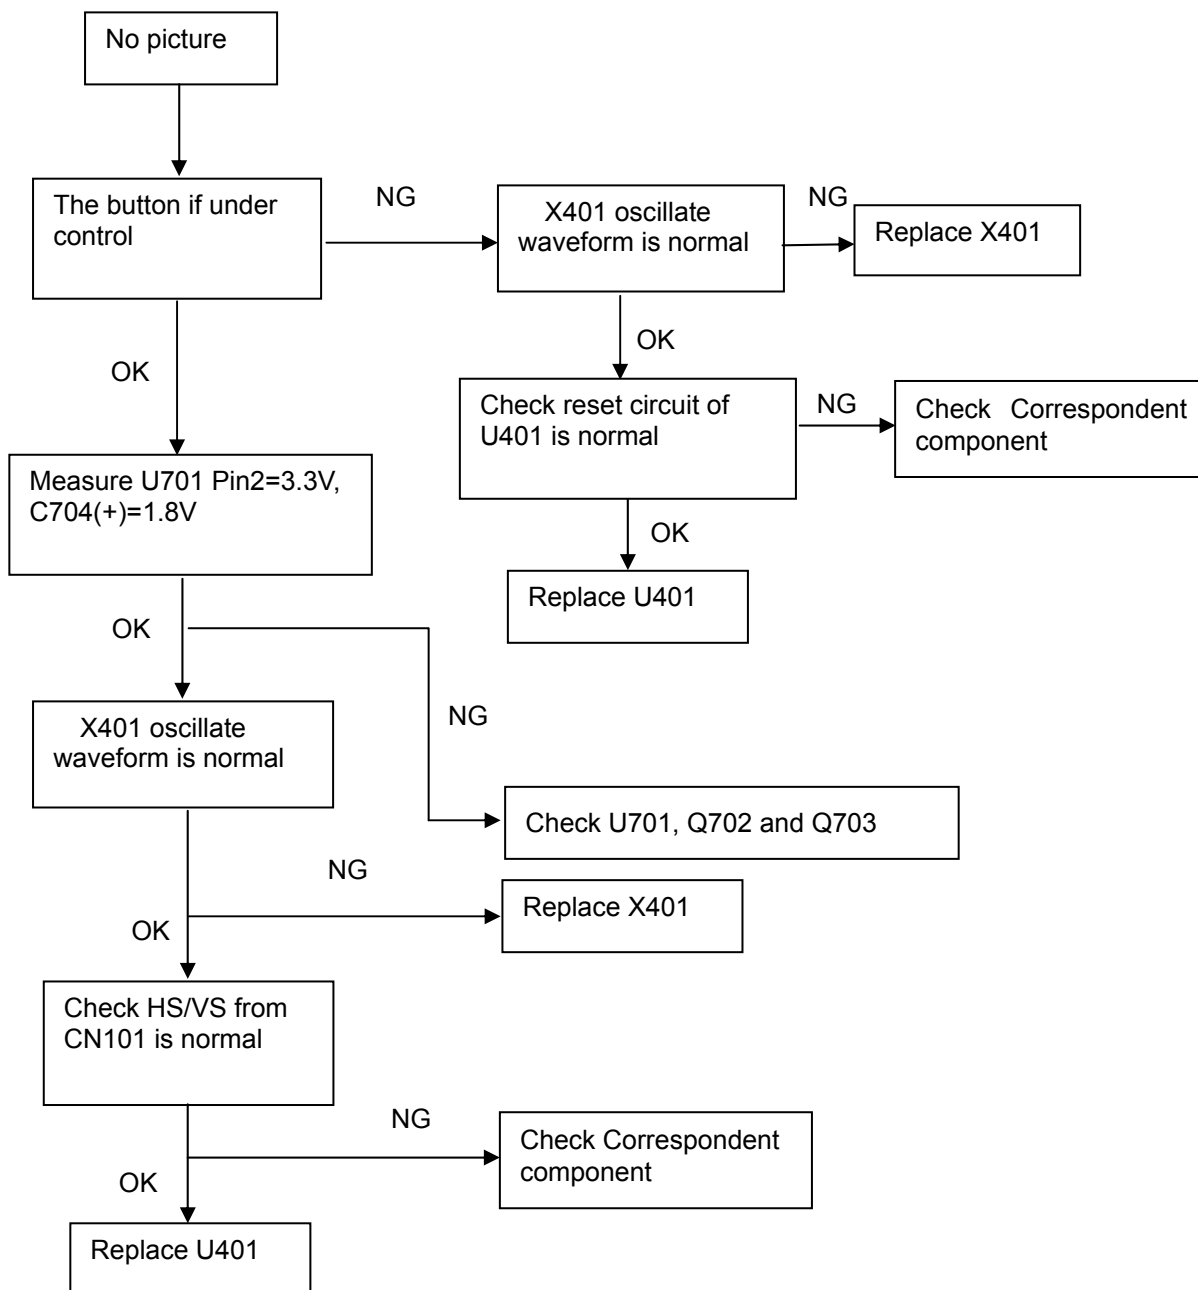 No picture
The button if under
control
NG
X401 oscillate
waveform is normal
NG
Replace X401
OK
OK
Check reset circuit of
U401 is normal
NG
Check Correspondent
component
Measure U701 Pin2=3.3V,
C704(+)=1.8V
OK
Replace U401
OK
X401 oscillate
waveform is normal
NG
Check U701, Q702 and Q703
NG
Replace X401
OK
Check HS/VS from
CN101 is normal
NG
Check Correspondent
component
OK
Replace U401